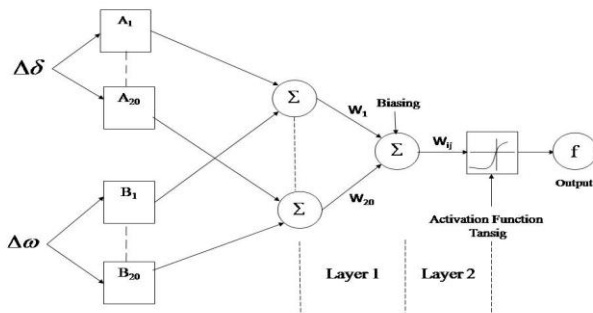 A1
Δδ
A20
Σ
W1
Biasing
Σ
Wij
f
Output
B1
Σ
W20
Activation Function
Tansig
Δω
B20
Layer 1
Layer 2